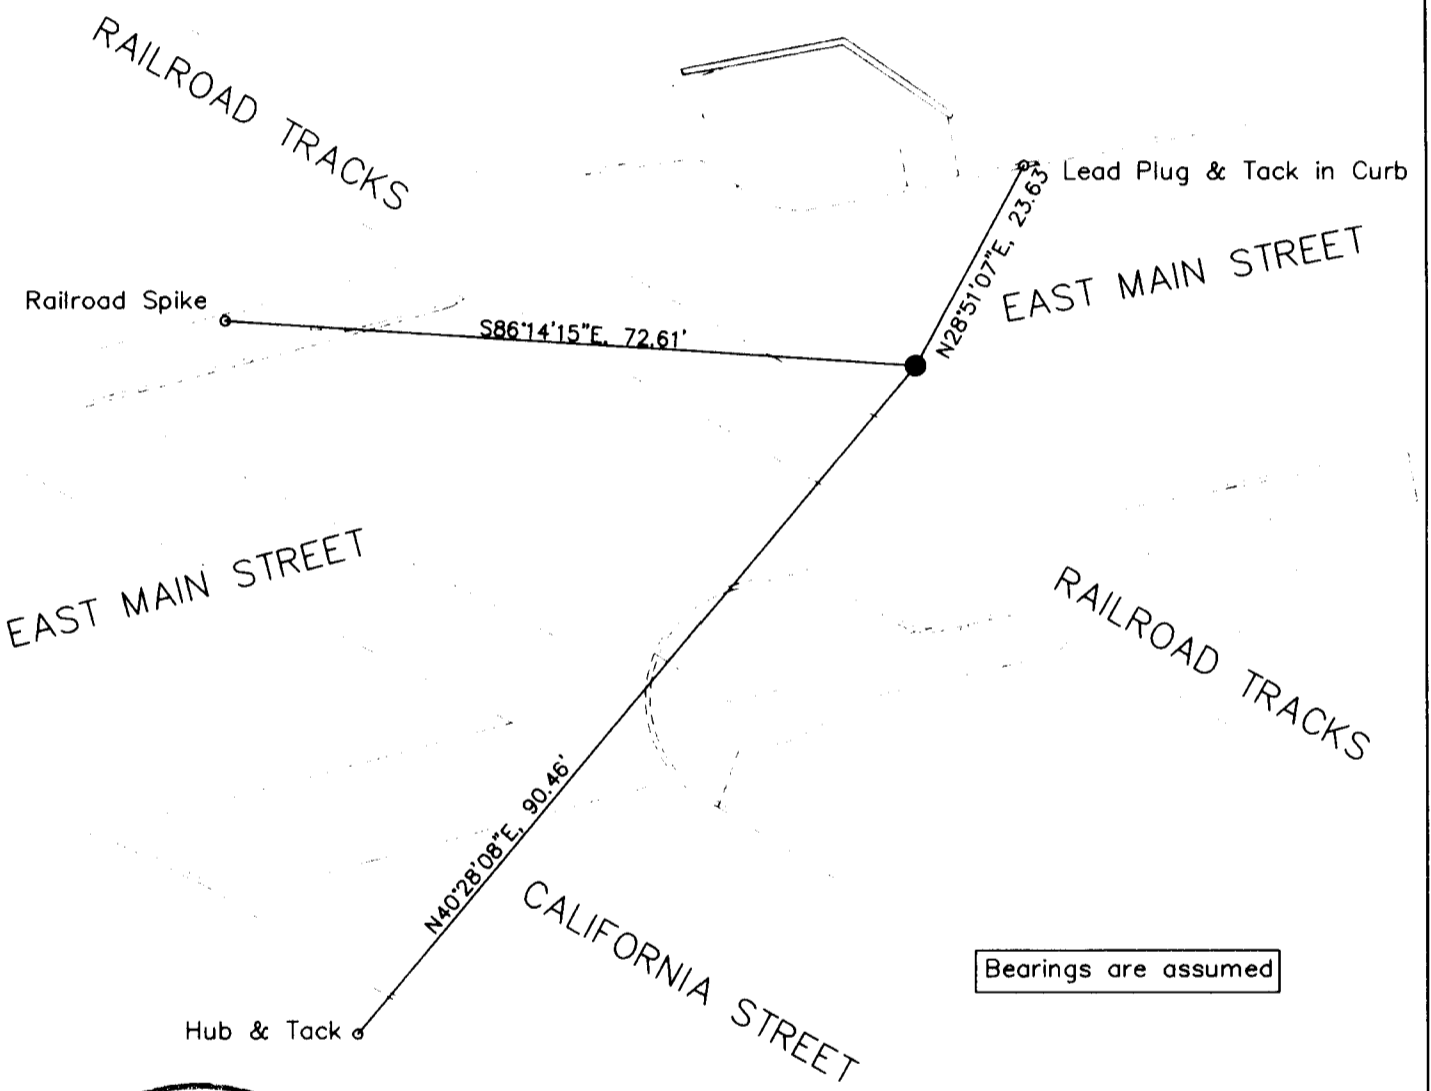 RAILROAD TRACKS
Lead Plug & Tack in Curb
N28°51'07"E, 23.63'
EAST MAIN STREET
Railroad Spike
S86°14'15"E, 72.61'
EAST MAIN STREET
RAILROAD TRACKS
N40°28'08"E, 90.46'
CALIFORNIA STREET
Bearings are assumed
Hub & Tack